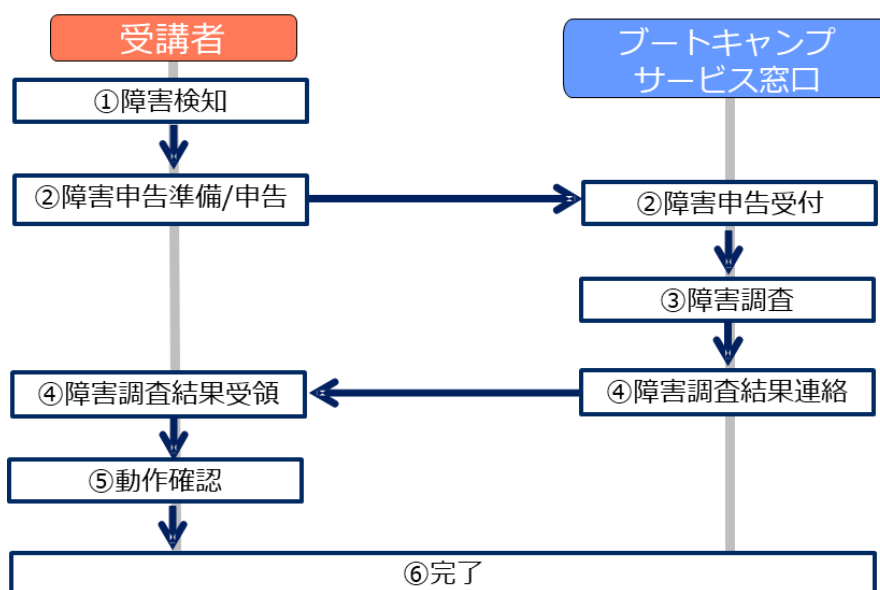 受講者
ブートキャンプ
サービス窓口
①障害検知
②障害申告準備/申告
②障害申告受付
③障害調査
④障害調査結果受領
④障害調査結果連絡
⑤動作確認
⑥完了